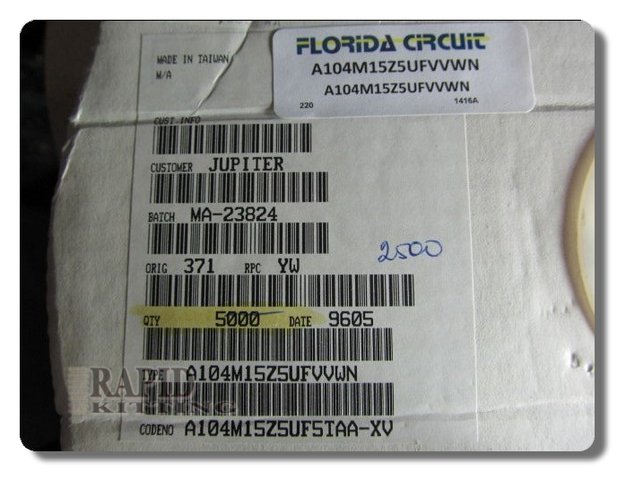 FLORIDA CIRCUIT
A104M15Z5UFVVWN
A104M15Z5UFVVWN
220 1416A
MADE IN TAIWAN
M/A
CUST-INFO
CUSTOMER JUPITER
BATCH MA-23824
2500
ORIG 371 RPC YW
QTY 5000 DATE 9605
TYPE A104M15Z5UFVVWN
RAPID
KITTING
CODENO A104M15Z5UF5TAA-XV